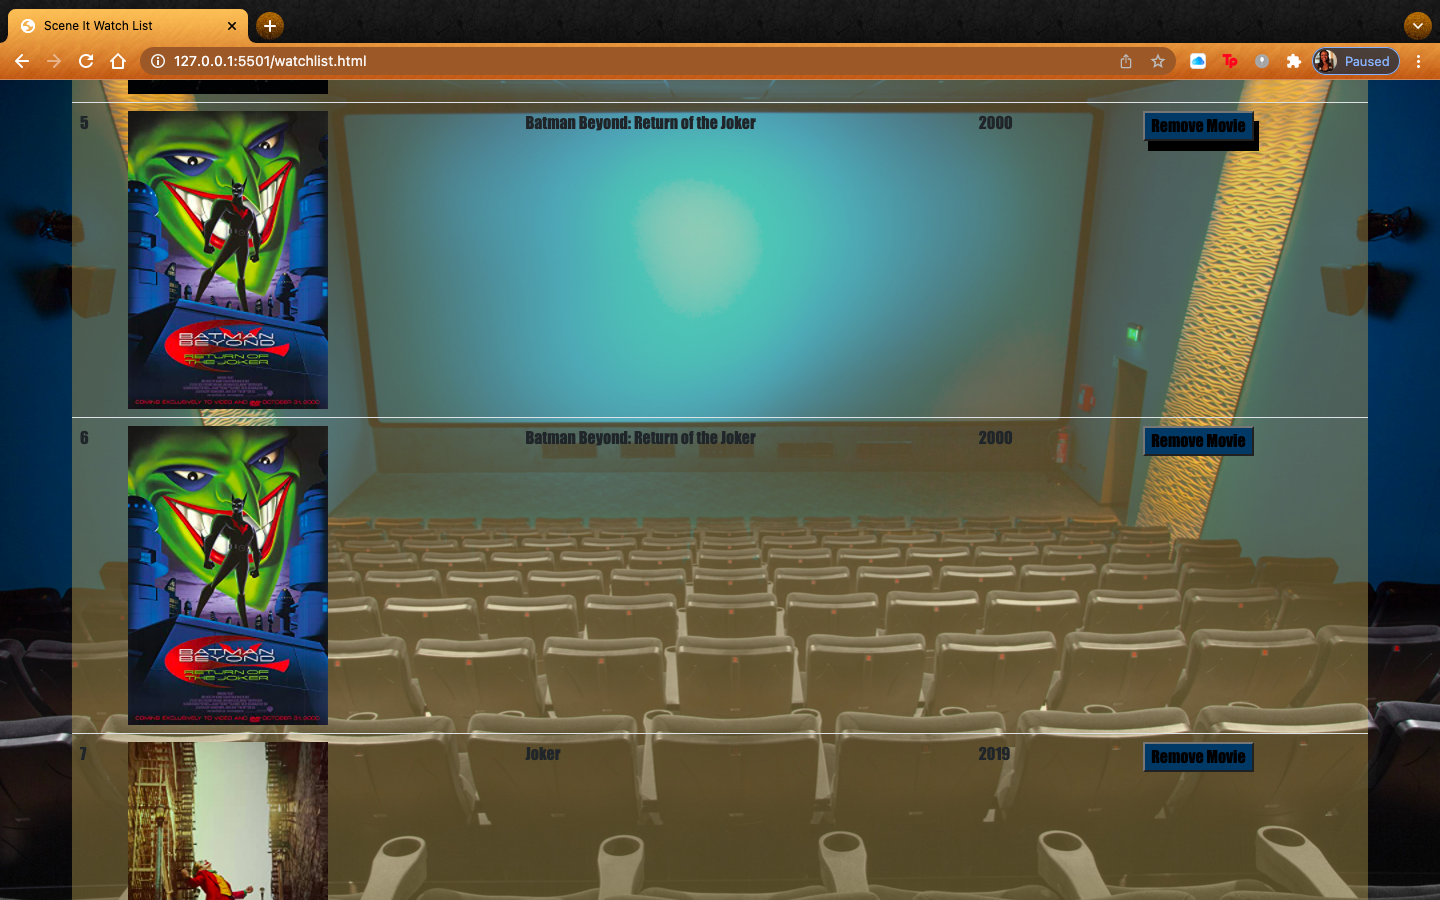 Scene It Watch List
127.0.0.1:5501/watchlist.html
Paused
5
Batman Beyond: Return of the Joker
2000
Remove Movie
BATMAN
BEYOND
RETURN OF
THE JOKER
COMING EXCLUSIVELY TO VIDEO AND DVD OCTOBER 31, 2000
6
Batman Beyond: Return of the Joker
2000
Remove Movie
BATMAN
BEYOND
RETURN OF
THE JOKER
COMING EXCLUSIVELY TO VIDEO AND DVD OCTOBER 31, 2000
7
Joker
2019
Remove Movie